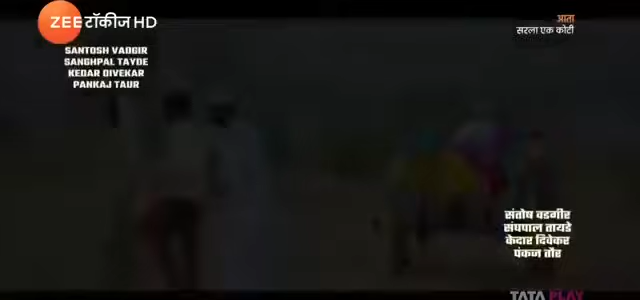 ZEE टॉकीज HD
आता
सरला एक कोटी
SANTOSH VADGIR
SANGHPAL TAYDE
KEDAR DIVEKAR
PANKAJ TAUR
संतोष वडगीर
संघपाल तायडे
केदार दिवेकर
पंकज तौर
TATA PLAY